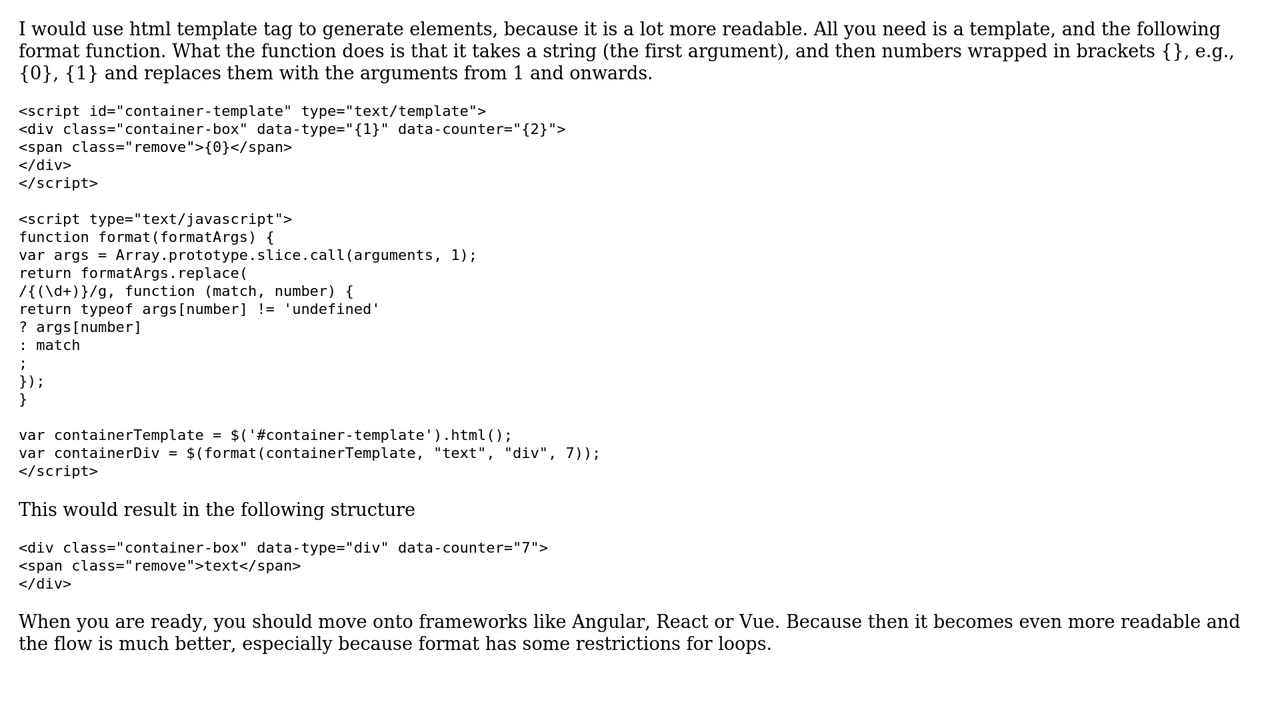 I would use html template tag to generate elements, because it is a lot more readable. All you need is a template, and the following
format function. What the function does is that it takes a string (the first argument), and then numbers wrapped in brackets {}, e.g.,
{0}, {1} and replaces them with the arguments from 1 and onwards.
<script id="container-template" type="text/template">
<div class="container-box" data-type="{1}" data-counter="{2}">
<span class="remove">{0}</span>
</div>
</script>
<script type="text/javascript">
function format(formatArgs) {
var args = Array.prototype.slice.call(arguments, 1);
return formatArgs.replace(
/{(\d+)}/g, function (match, number) {
return typeof args[number] != 'undefined'
? args[number]
: match
;
});
}
var containerTemplate = $('#container-template').html();
var containerDiv = $(format(containerTemplate, "text", "div", 7));
</script>
This would result in the following structure
<div class="container-box" data-type="div" data-counter="7">
<span class="remove">text</span>
</div>
When you are ready, you should move onto frameworks like Angular, React or Vue. Because then it becomes even more readable and
the flow is much better, especially because format has some restrictions for loops.